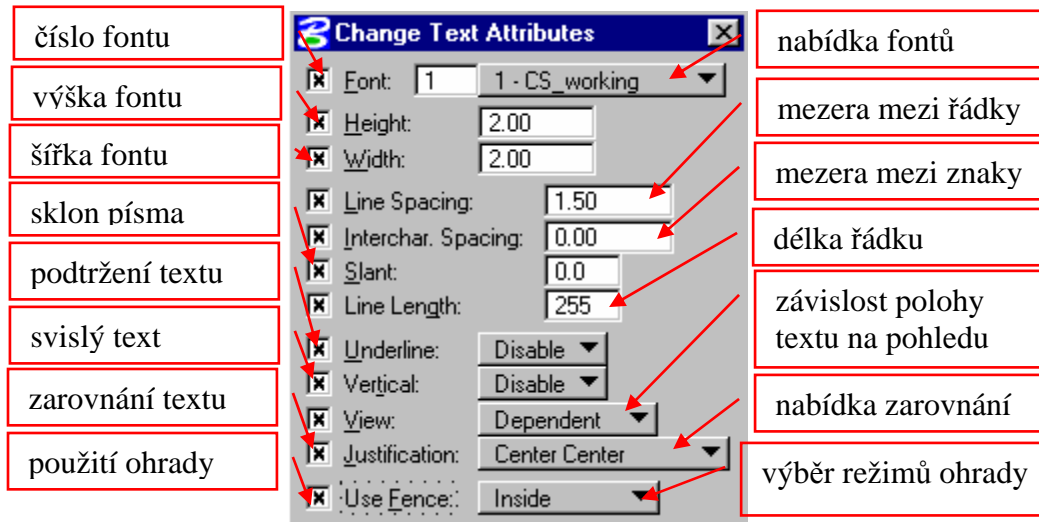 číslo fontu
výška fontu
šířka fontu
sklon písma
podtržení textu
svislý text
zarovnání textu
použití ohrady
Change Text Attributes
Font: 1 1 - CS_working
Height: 2.00
Width: 2.00
Line Spacing: 1.50
Interchar. Spacing: 0.00
Slant: 0.0
Line Length: 255
Underline: Disable
Vertical: Disable
View: Dependent
Justification: Center Center
Use Fence: Inside
nabídka fontů
mezera mezi řádky
mezera mezi znaky
délka řádku
závislost polohy
textu na pohledu
nabídka zarovnání
výběr režimů ohrady